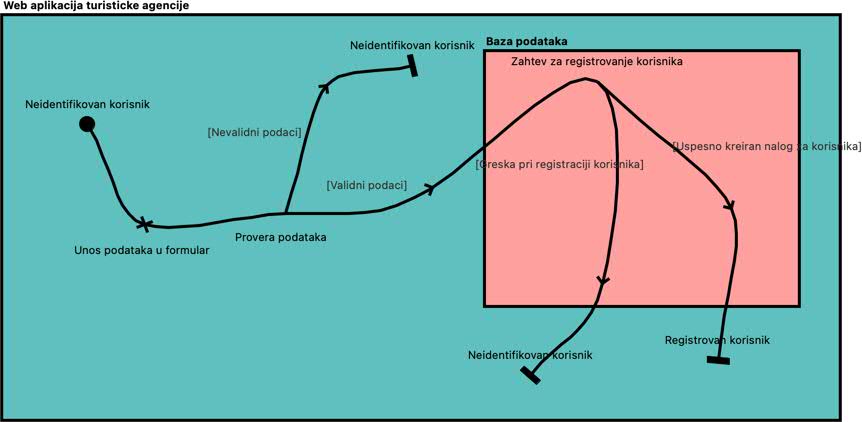 Web aplikacija turisticke agencije
Baza podataka
Neidentifikovan korisnik
Zahtev za registrovanje korisnika
Neidentifikovan korisnik
[Nevalidni podaci]
[Uspesno kreiran nalog za korisnika]
[Greska pri registraciji korisnika]
[Validni podaci]
Provera podataka
Unos podataka u formular
Registrovan korisnik
Neidentifikovan korisnik